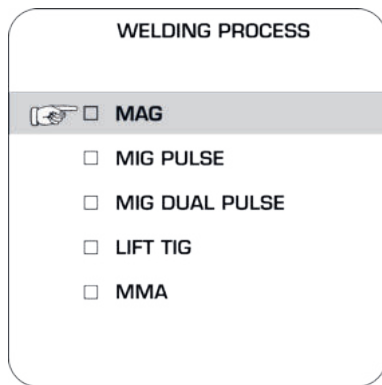 WELDING PROCESS
MAG
MIG PULSE
MIG DUAL PULSE
LIFT TIG
MMA